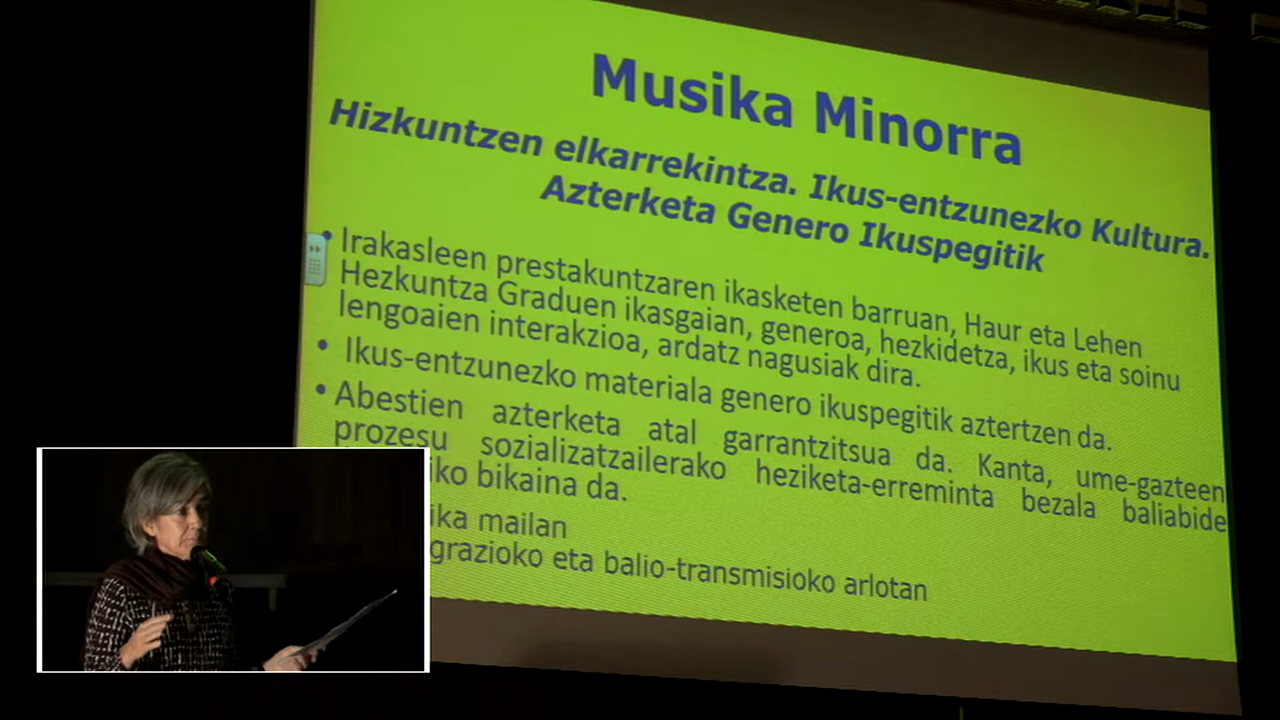 Musika Minorra
Hizkuntzen elkarrekintza. Ikus-entzunezko Kultura.
Azterketa Genero Ikuspegitik
• Irakasleen prestakuntzaren ikasketen barruan, Haur eta Lehen
Hezkuntza Graduen ikasgaian, generoa, hezkidetza, ikus eta soinu
lengoaien interakzioa, ardatz nagusiak dira.
• Ikus-entzunezko materiala genero ikuspegitik aztertzen da.
• Abestien azterketa atal garrantzitsua da. Kanta, ume-gazteen
prozesu sozializatzailerako heziketa-erreminta bezala baliabide
bikaina da.
mailan
eta balio-transmisioko arlotan